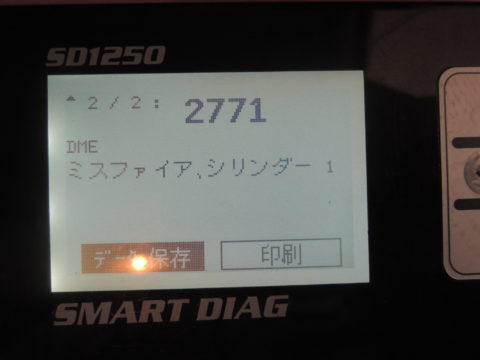 SD1250
2/2: 2771
DME
ミスファイア、シリンダー 1
データ保存 印刷
SMART DIAG